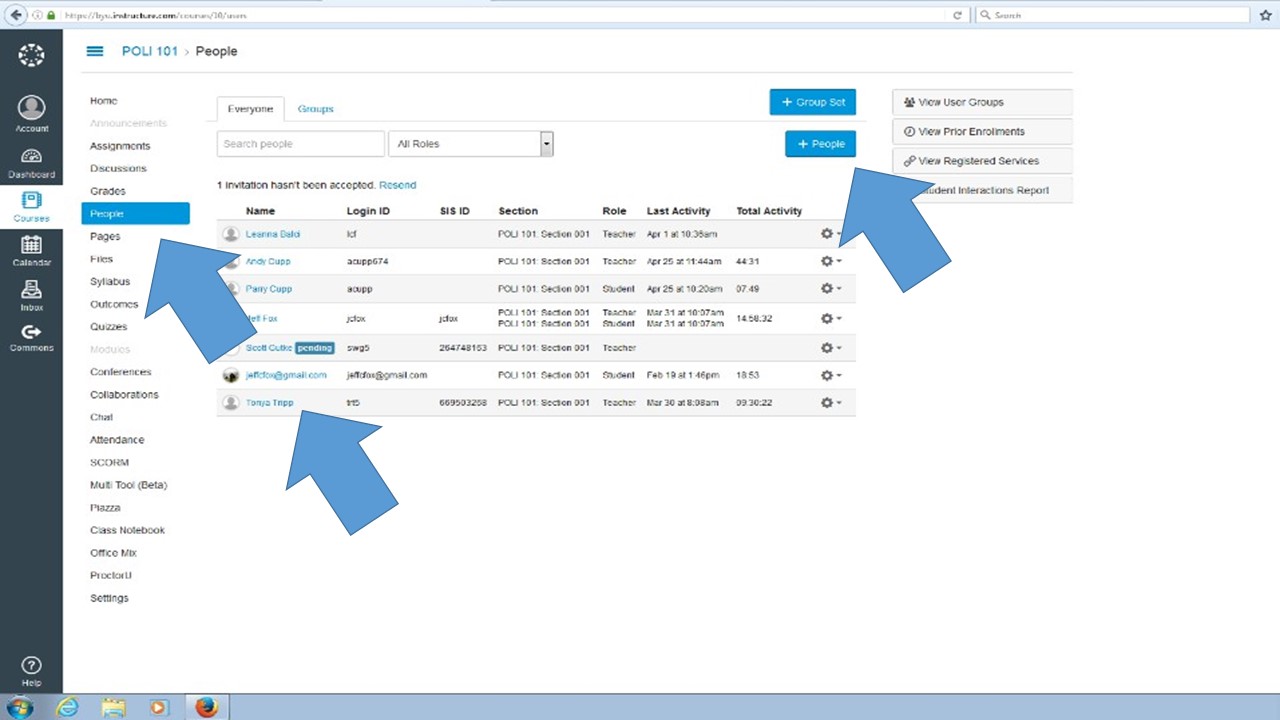 https://byu.instructure.com/courses/10/users
Search
POLI 101 > People
Account
Dashboard
Courses
Calendar
Inbox
Commons
Help
Home
Announcements
Assignments
Discussions
Grades
People
Pages
Files
Syllabus
Outcomes
Quizzes
Modules
Conferences
Collaborations
Chat
Attendance
SCORM
Multi Tool (Beta)
Piazza
Class Notebook
Office Mix
ProctorU
Settings
Everyone Groups
+ Group Set
Search people All Roles
+ People
View User Groups
View Prior Enrollments
View Registered Services
Student Interactions Report
1 invitation hasn't been accepted. Resend
Name Login ID SIS ID Section Role Last Activity Total Activity
Leanna Baldi lcf POLI 101: Section 001 Teacher Apr 1 at 10:36am
Andy Cupp acupp674 POLI 101: Section 001 Teacher Apr 25 at 11:44am 44:31
Parry Cupp acupp POLI 101: Section 001 Student Apr 25 at 10:20am 07:49
Jeff Fox jcfox jcfox POLI 101: Section 001 Teacher Mar 31 at 10:07am 14:58:32
POLI 101: Section 001 Student Mar 31 at 10:07am
Scott Gutke pending swg5 264748163 POLI 101: Section 001 Teacher
jeffcfox@gmail.com jeffcfox@gmail.com POLI 101: Section 001 Student Feb 19 at 1:46pm 18:53
Tonya Tripp trt5 669503268 POLI 101: Section 001 Teacher Mar 30 at 8:08am 09:30:22